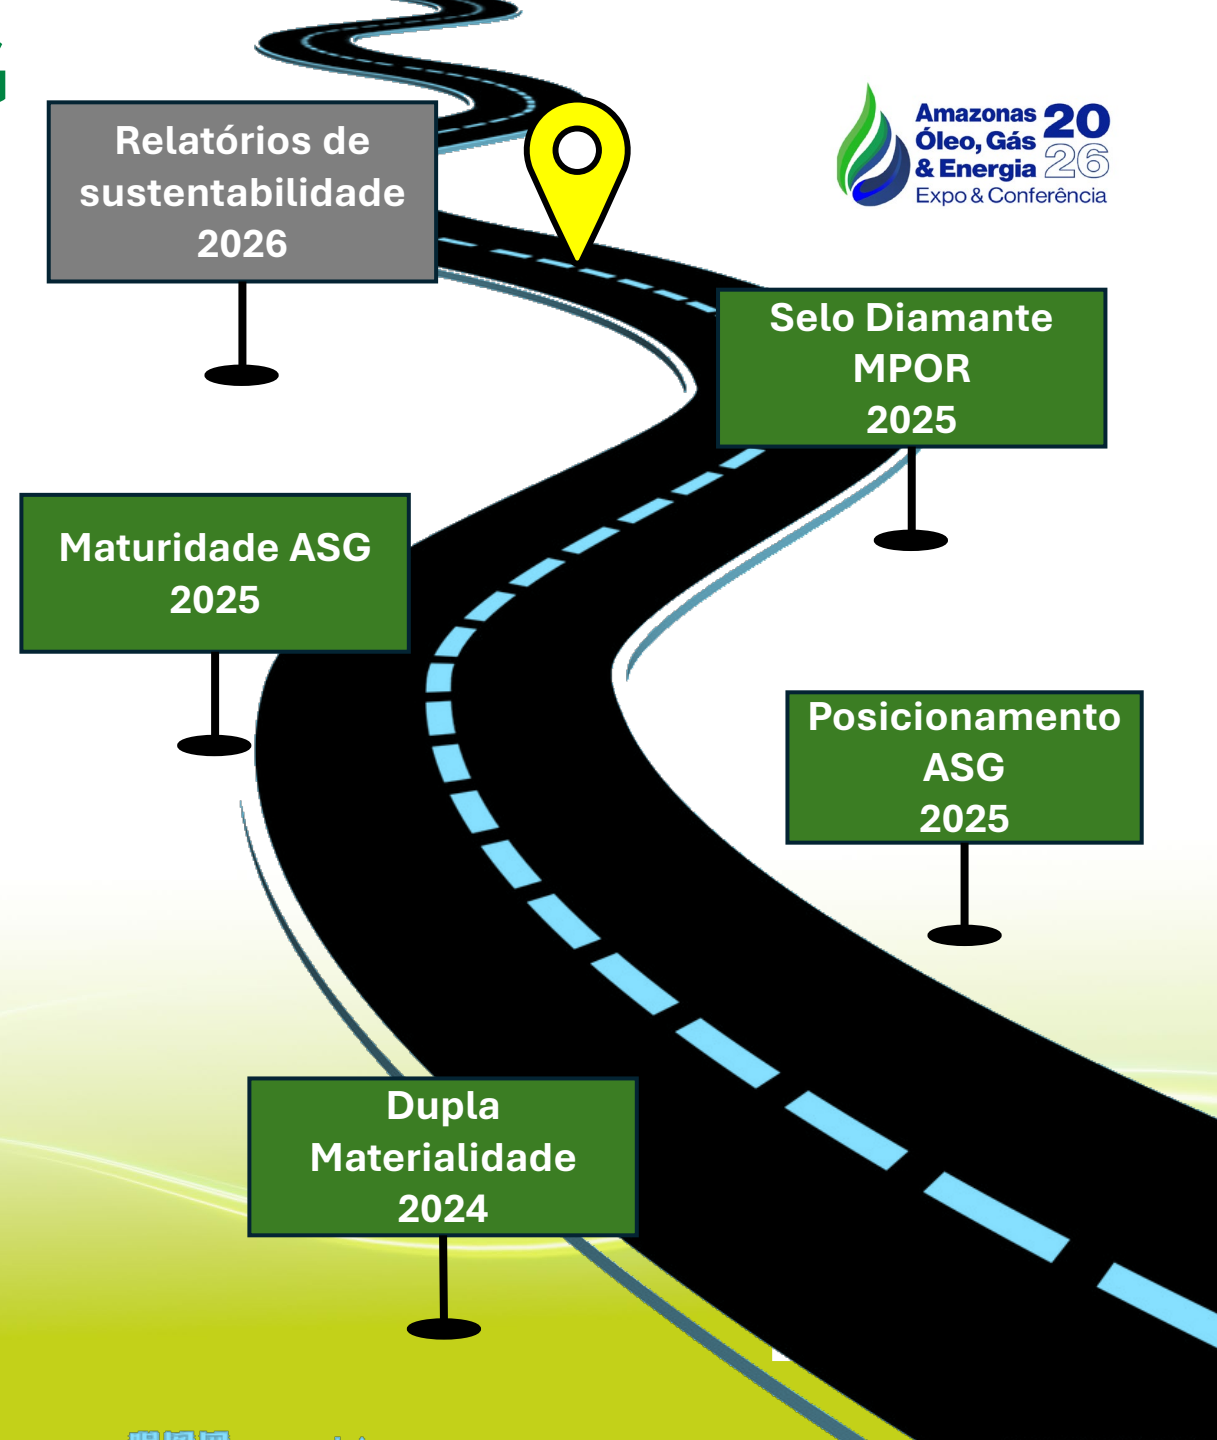 Relatórios de
sustentabilidade
2026
Amazonas 20
Óleo, Gás
& Energia 26
Expo & Conferência
Selo Diamante
MPOR
2025
Maturidade ASG
2025
Posicionamento
ASG
2025
Dupla
Materialidade
2024